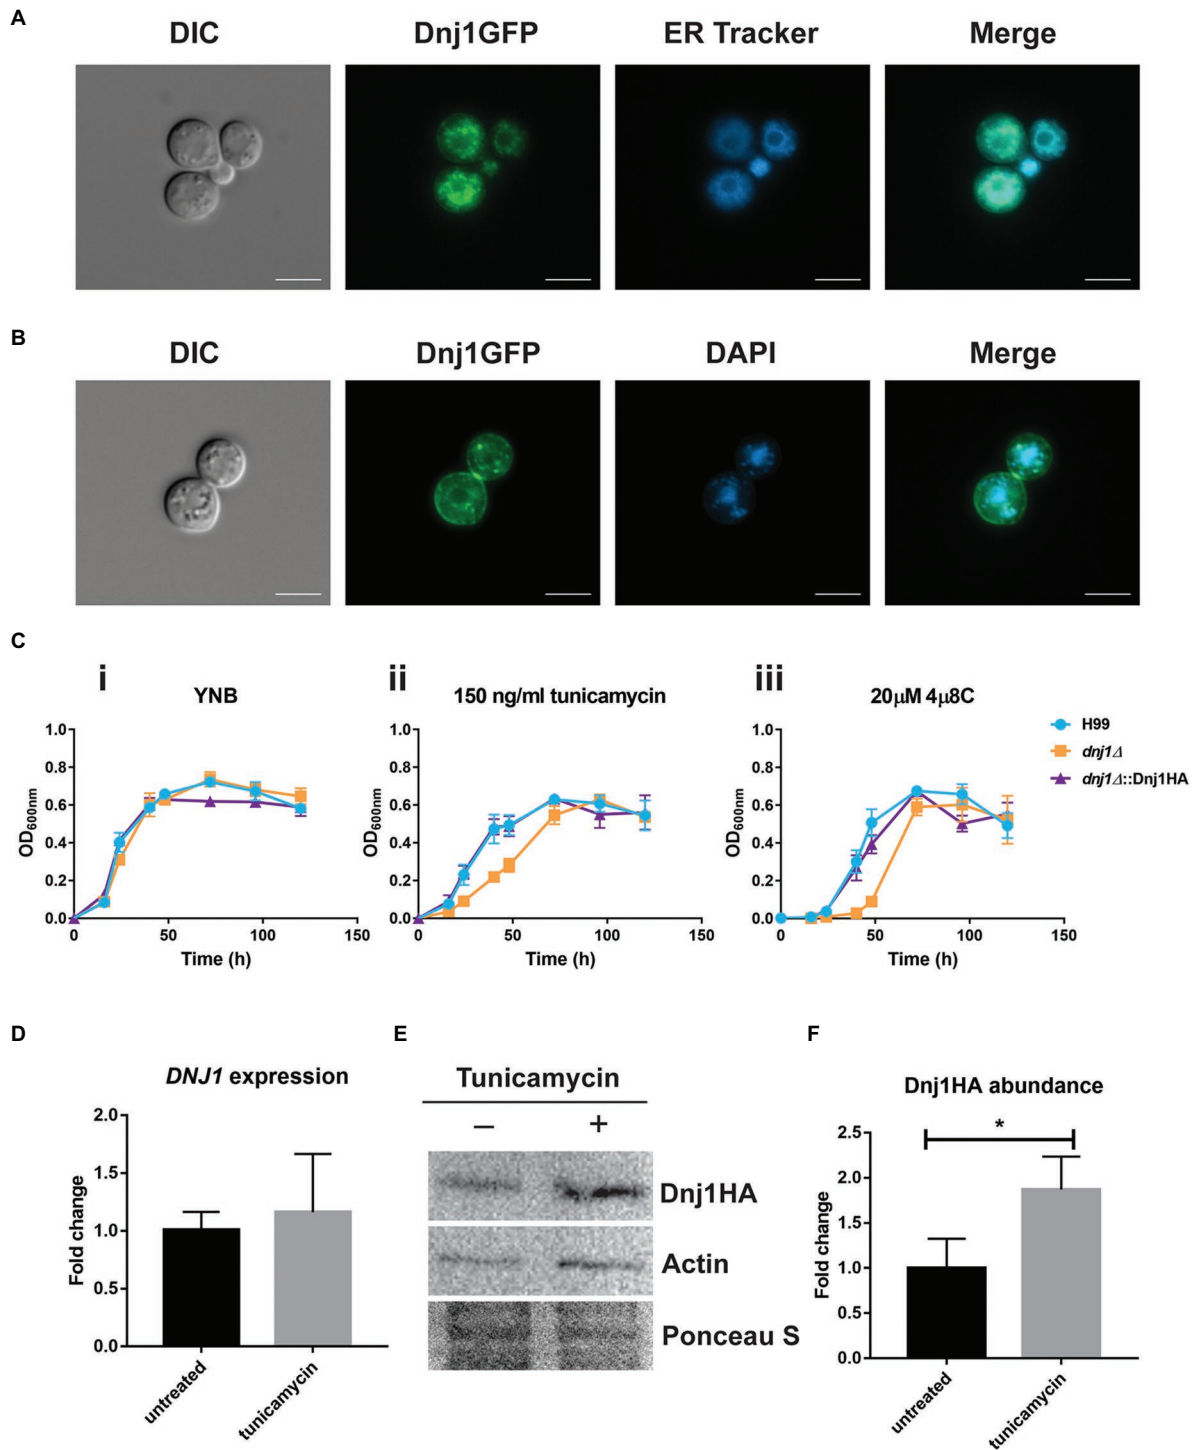 A
DIC
Dnj1GFP
ER Tracker
Merge
B
DIC
Dnj1GFP
DAPI
Merge
C
i
YNB
OD600nm
1.0
0.8
0.6
0.4
0.2
0.0
0
50
100
150
Time (h)
ii
150 ng/ml tunicamycin
OD600nm
1.0
0.8
0.6
0.4
0.2
0.0
0
50
100
150
Time (h)
iii
20μM 4μ8C
OD600nm
1.0
0.8
0.6
0.4
0.2
0.0
0
50
100
150
Time (h)
H99
dnj1Δ
dnj1Δ::Dnj1HA
D
DNJ1 expression
Fold change
2.0
1.5
1.0
0.5
0.0
untreated
tunicamycin
E
Tunicamycin
– +
Dnj1HA
Actin
Ponceau S
F
Dnj1HA abundance
*
Fold change
2.5
2.0
1.5
1.0
0.5
0.0
untreated
tunicamycin